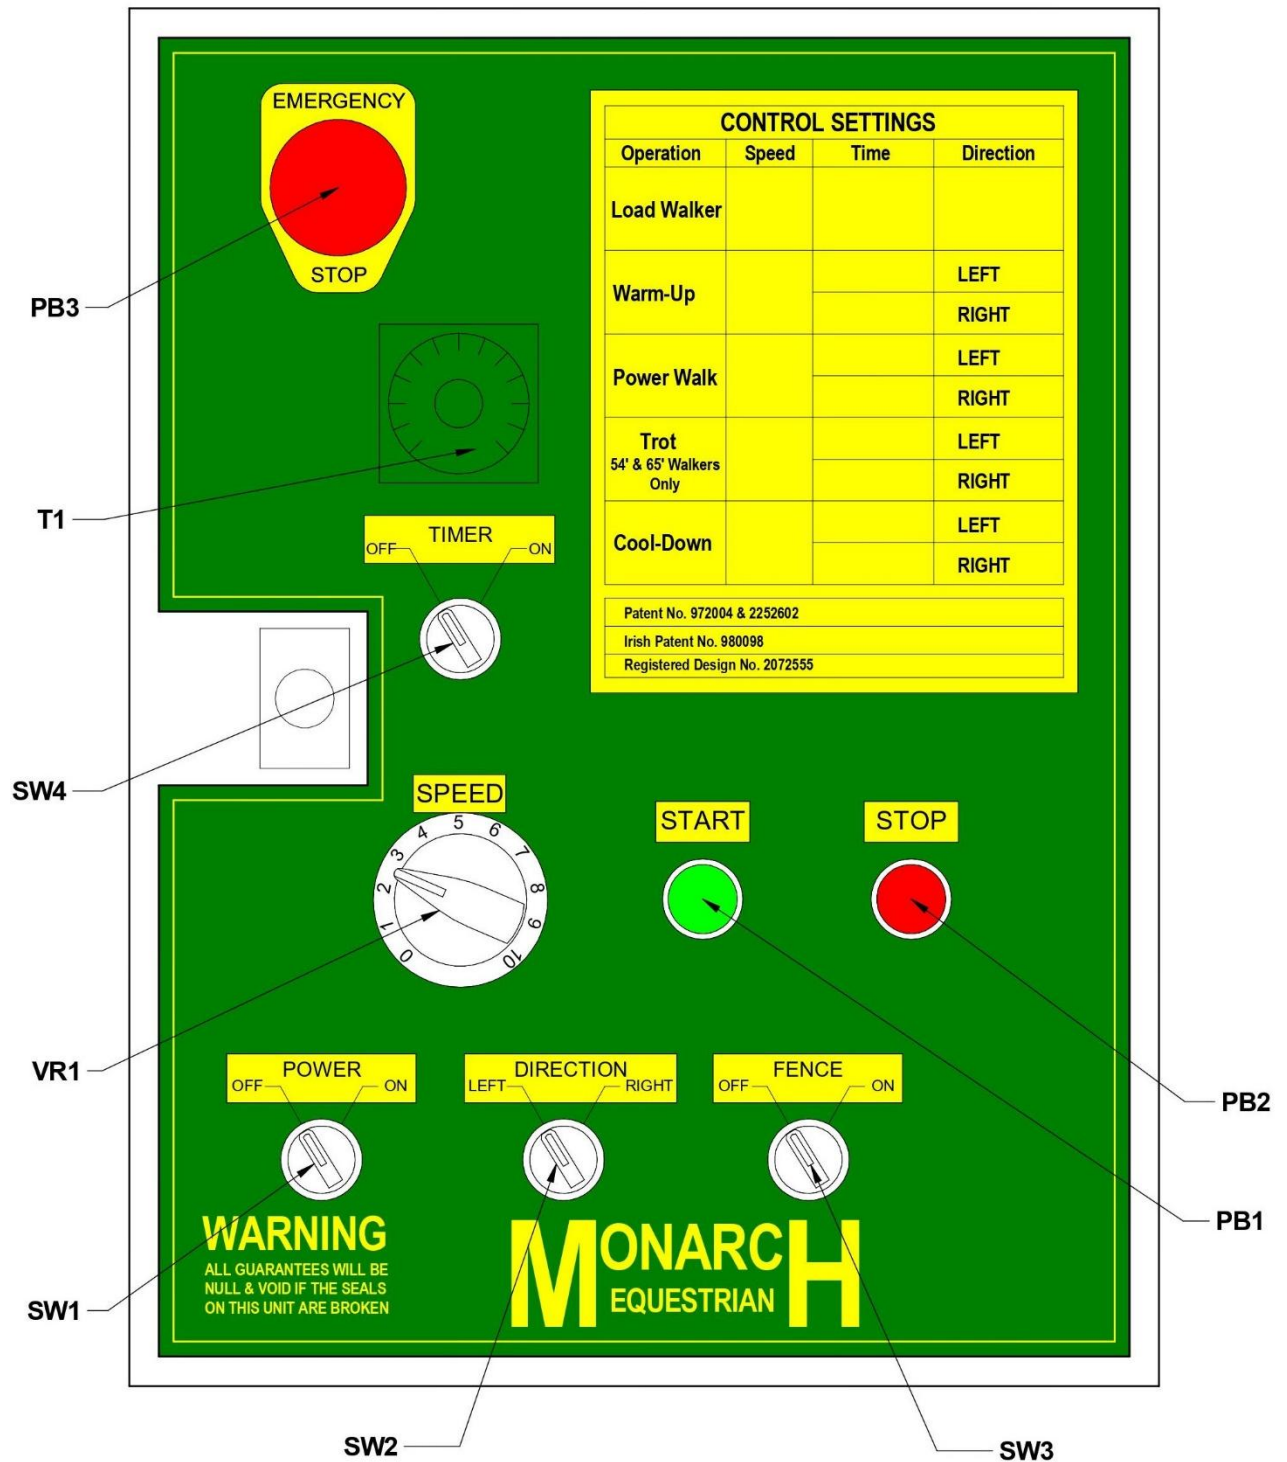 EMERGENCY
STOP
PB3
T1
CONTROL SETTINGS
Operation Speed Time Direction
Load Walker
Warm-Up
LEFT
RIGHT
Power Walk
LEFT
RIGHT
Trot
54' & 65' Walkers
Only
LEFT
RIGHT
Cool-Down
LEFT
RIGHT
Patent No. 972004 & 2252602
Irish Patent No. 980098
Registered Design No. 2072555
TIMER
OFF ON
SW4
SPEED
0 1 2 3 4 5 6 7 8 9 10
VR1
START
STOP
POWER
OFF ON
DIRECTION
LEFT RIGHT
FENCE
OFF ON
PB2
PB1
WARNING
ALL GUARANTEES WILL BE
NULL & VOID IF THE SEALS
ON THIS UNIT ARE BROKEN
MONARCH
EQUESTRIAN
SW1
SW2
SW3